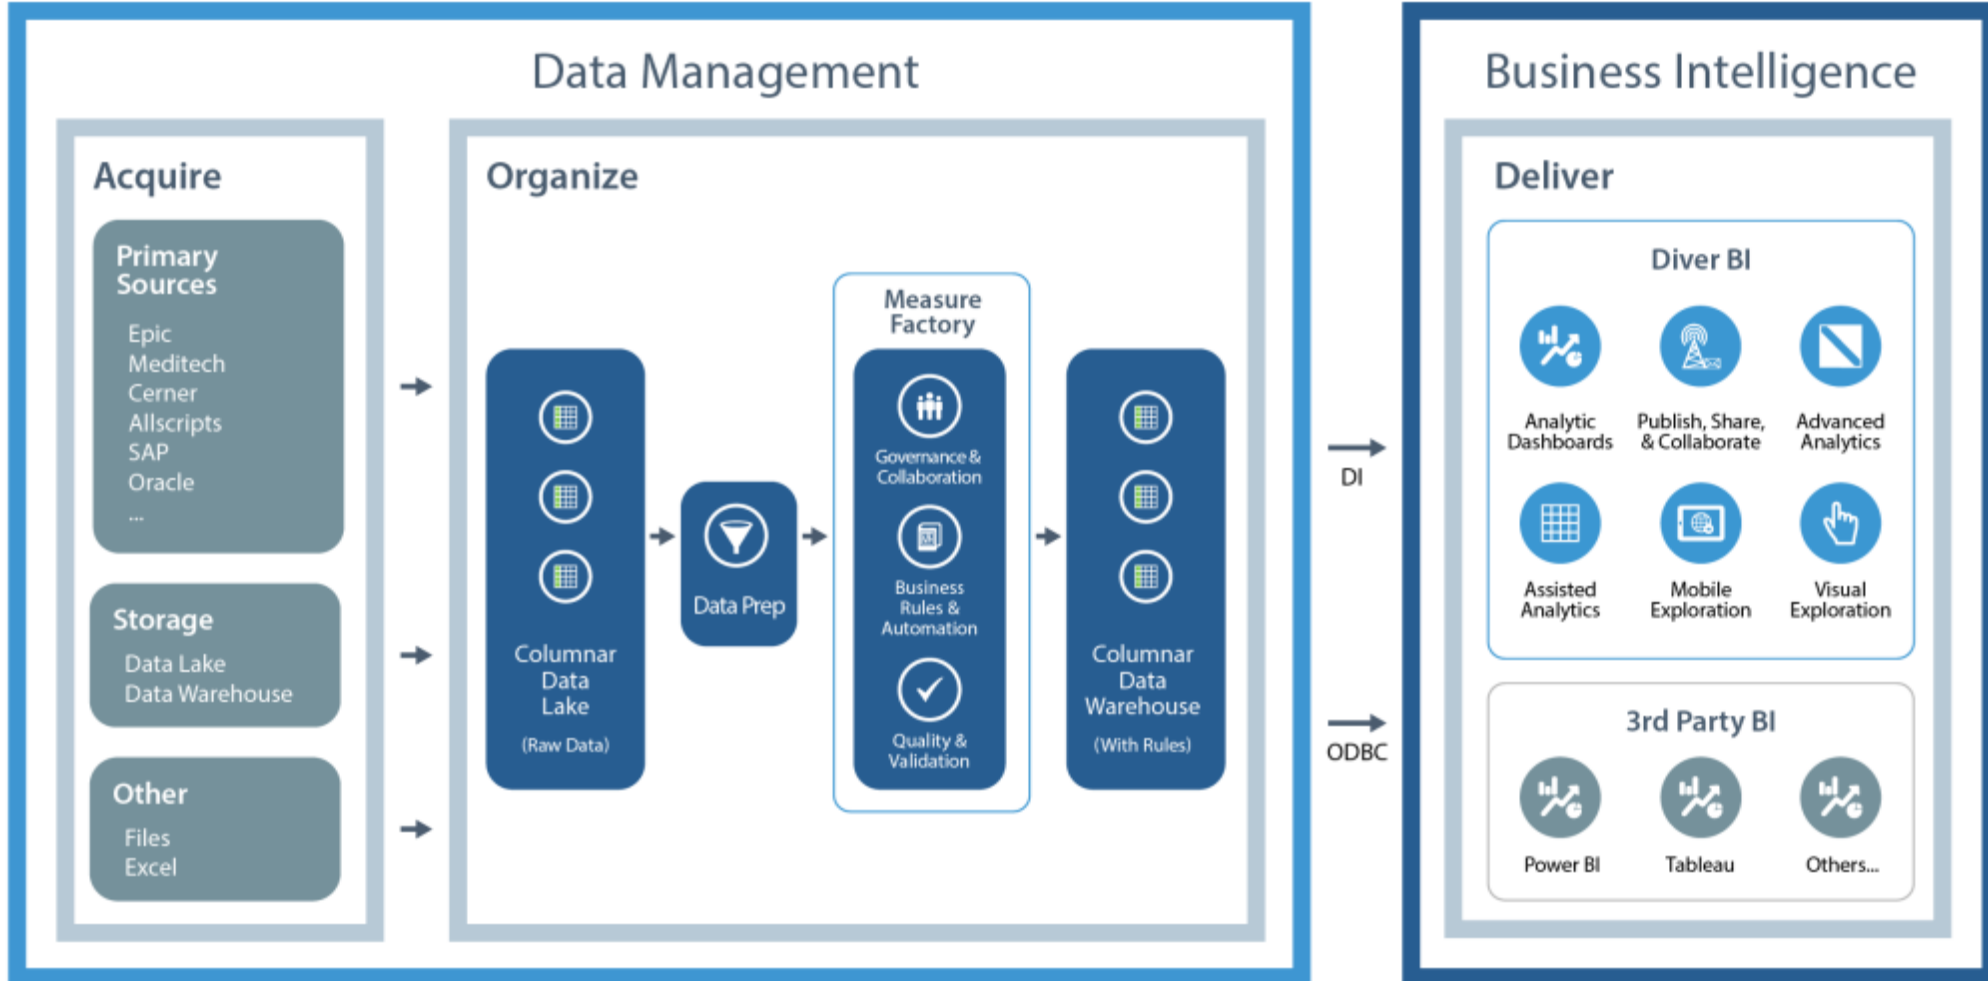 Data Management
Acquire
Primary
Sources
Epic
Meditech
Cerner
Allscripts
SAP
Oracle
...
Storage
Data Lake
Data Warehouse
Other
Files
Excel
Organize
Columnar
Data
Lake
(Raw Data)
Data Prep
Measure
Factory
Governance &
Collaboration
Business
Rules &
Automation
Quality &
Validation
Columnar
Data
Warehouse
(With Rules)
DI
ODBC
Business Intelligence
Deliver
Diver BI
Analytic
Dashboards
Publish, Share,
& Collaborate
Advanced
Analytics
Assisted
Analytics
Mobile
Exploration
Visual
Exploration
3rd Party BI
Power BI
Tableau
Others...